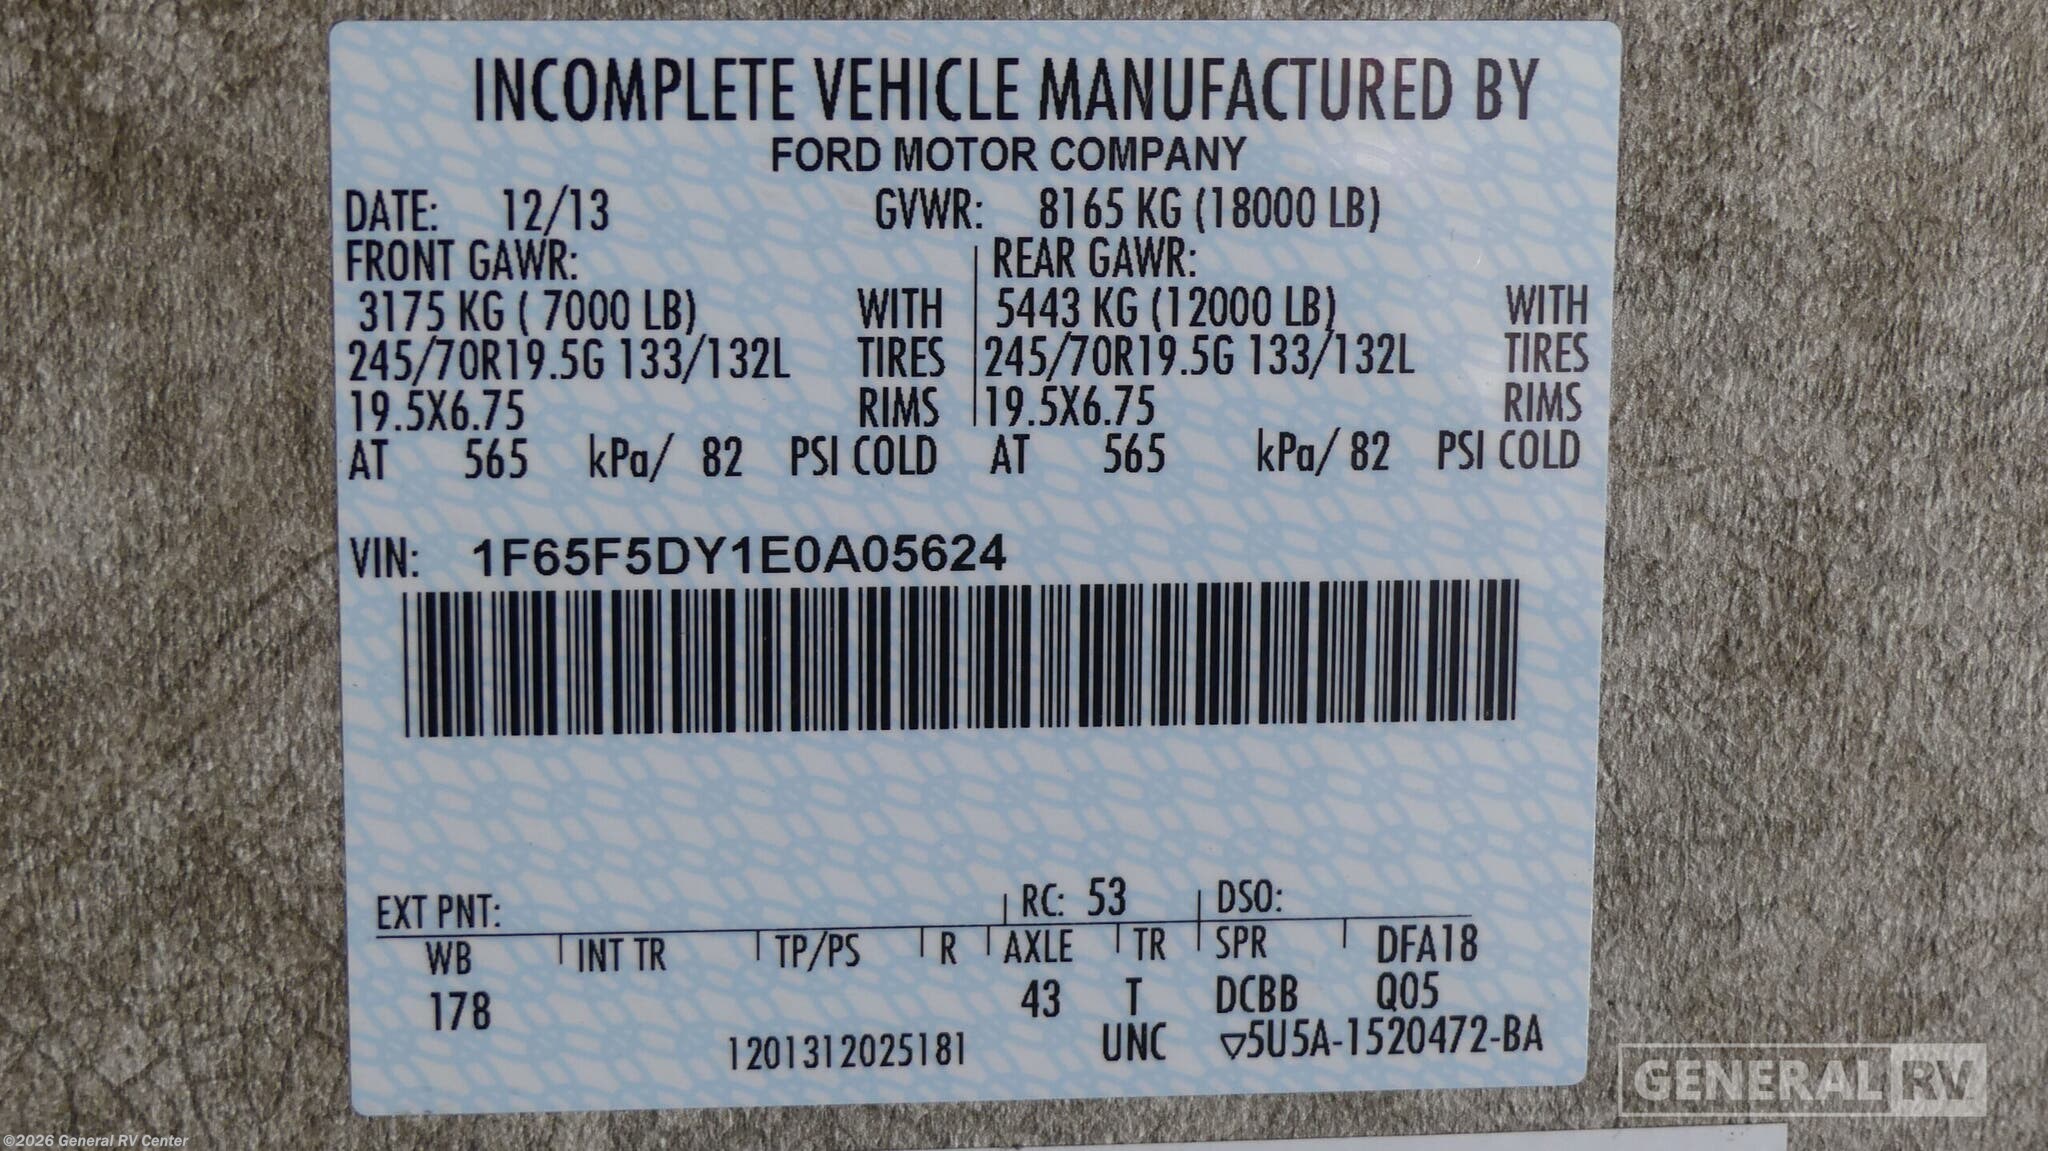 INCOMPLETE VEHICLE MANUFACTURED BY
FORD MOTOR COMPANY
DATE: 12/13 GVWR: 8165 KG (18000 LB)
FRONT GAWR: REAR GAWR:
3175 KG ( 7000 LB) WITH 5443 KG (12000 LB) WITH
245/70R19.5G 133/132L TIRES 245/70R19.5G 133/132L TIRES
19.5X6.75 RIMS 19.5X6.75 RIMS
AT 565 kPa/ 82 PSI COLD AT 565 kPa/ 82 PSI COLD
VIN: 1F65F5DY1E0A05624
EXT PNT: RC: 53 DSO:
WB INT TR TP/PS R AXLE TR SPR DFA18
178 43 T DCBB Q05
1201312025181 UNC ▽5U5A-1520472-BA
GENERAL RV
©2026 General RV Center